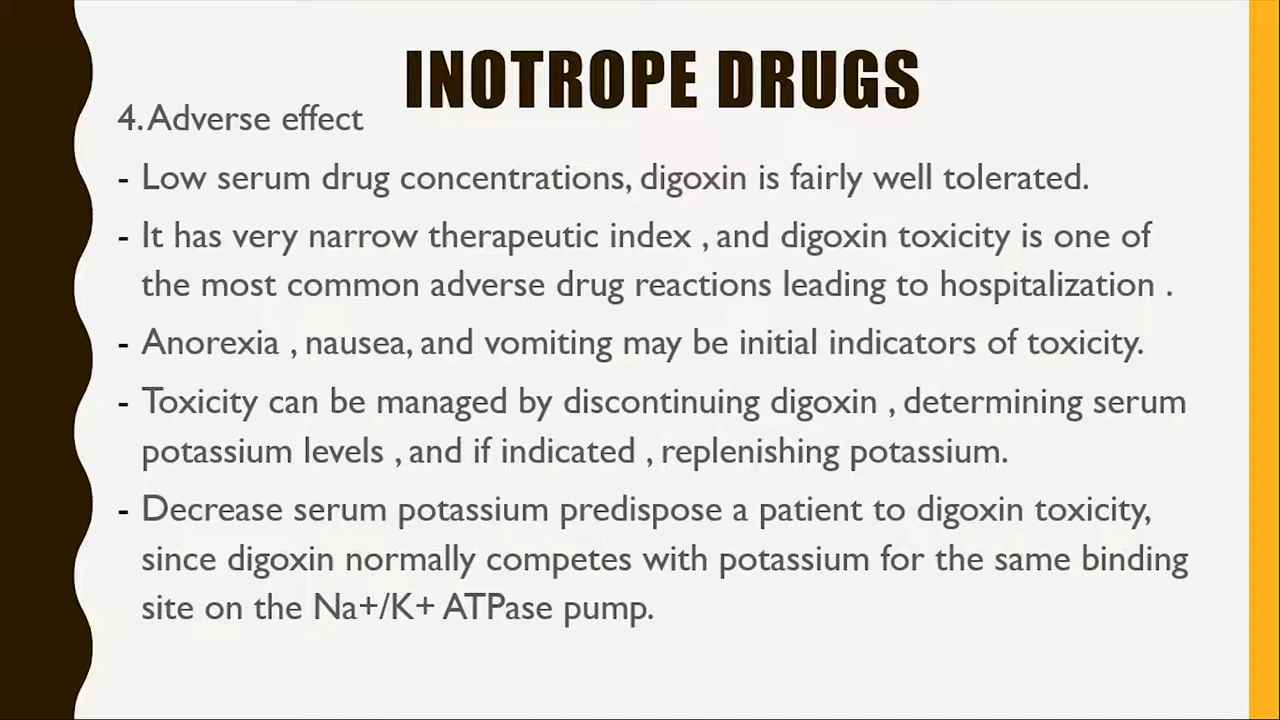 INOTROPE DRUGS
4. Adverse effect
- Low serum drug concentrations, digoxin is fairly well tolerated.
- It has very narrow therapeutic index , and digoxin toxicity is one of
the most common adverse drug reactions leading to hospitalization .
- Anorexia , nausea, and vomiting may be initial indicators of toxicity.
- Toxicity can be managed by discontinuing digoxin , determining serum
potassium levels , and if indicated , replenishing potassium.
- Decrease serum potassium predispose a patient to digoxin toxicity,
since digoxin normally competes with potassium for the same binding
site on the Na+/K+ ATPase pump.